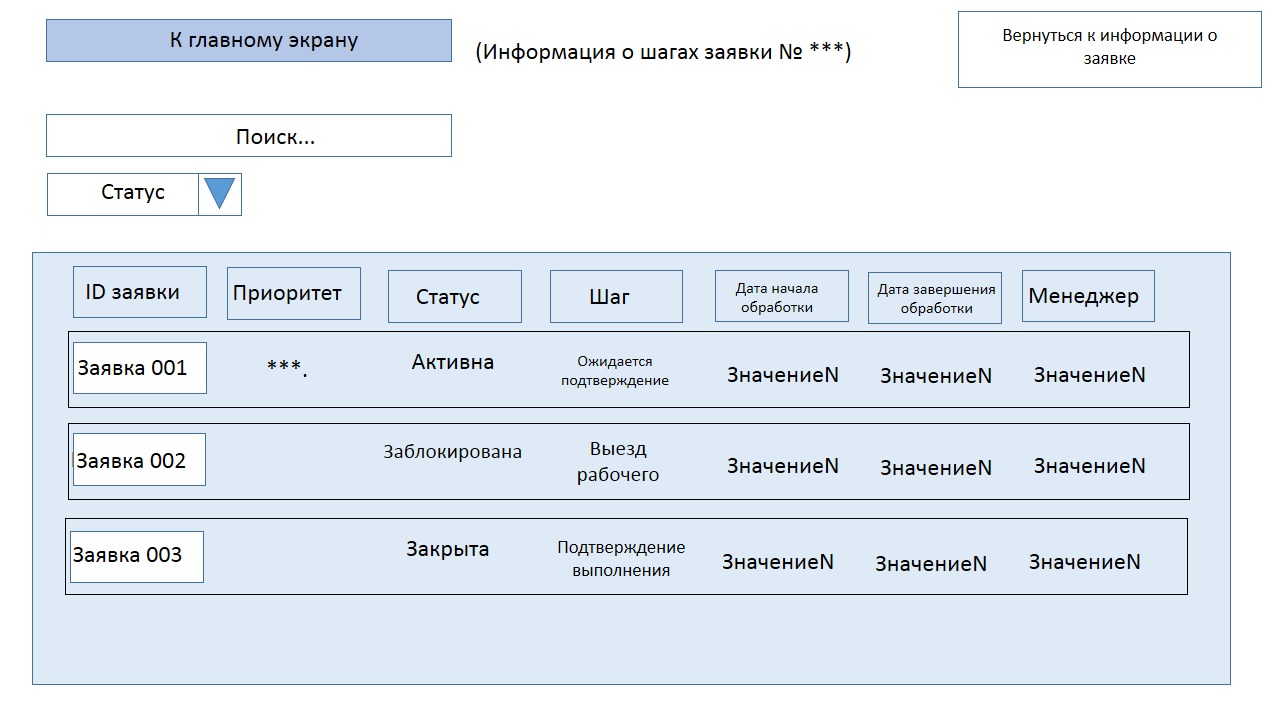 К главному экрану
(Информация о шагах заявки № ***)
Вернуться к информации о
заявке
Поиск...
Статус
ID заявки
Приоритет
Статус
Шаг
Дата начала
обработки
Дата завершения
обработки
Менеджер
Заявка 001
***.
Активна
Ожидается
подтверждение
ЗначениеN
ЗначениеN
ЗначениеN
Заявка 002
Заблокирована
Выезд
рабочего
ЗначениеN
ЗначениеN
ЗначениеN
Заявка 003
Закрыта
Подтверждение
выполнения
ЗначениеN
ЗначениеN
ЗначениеN